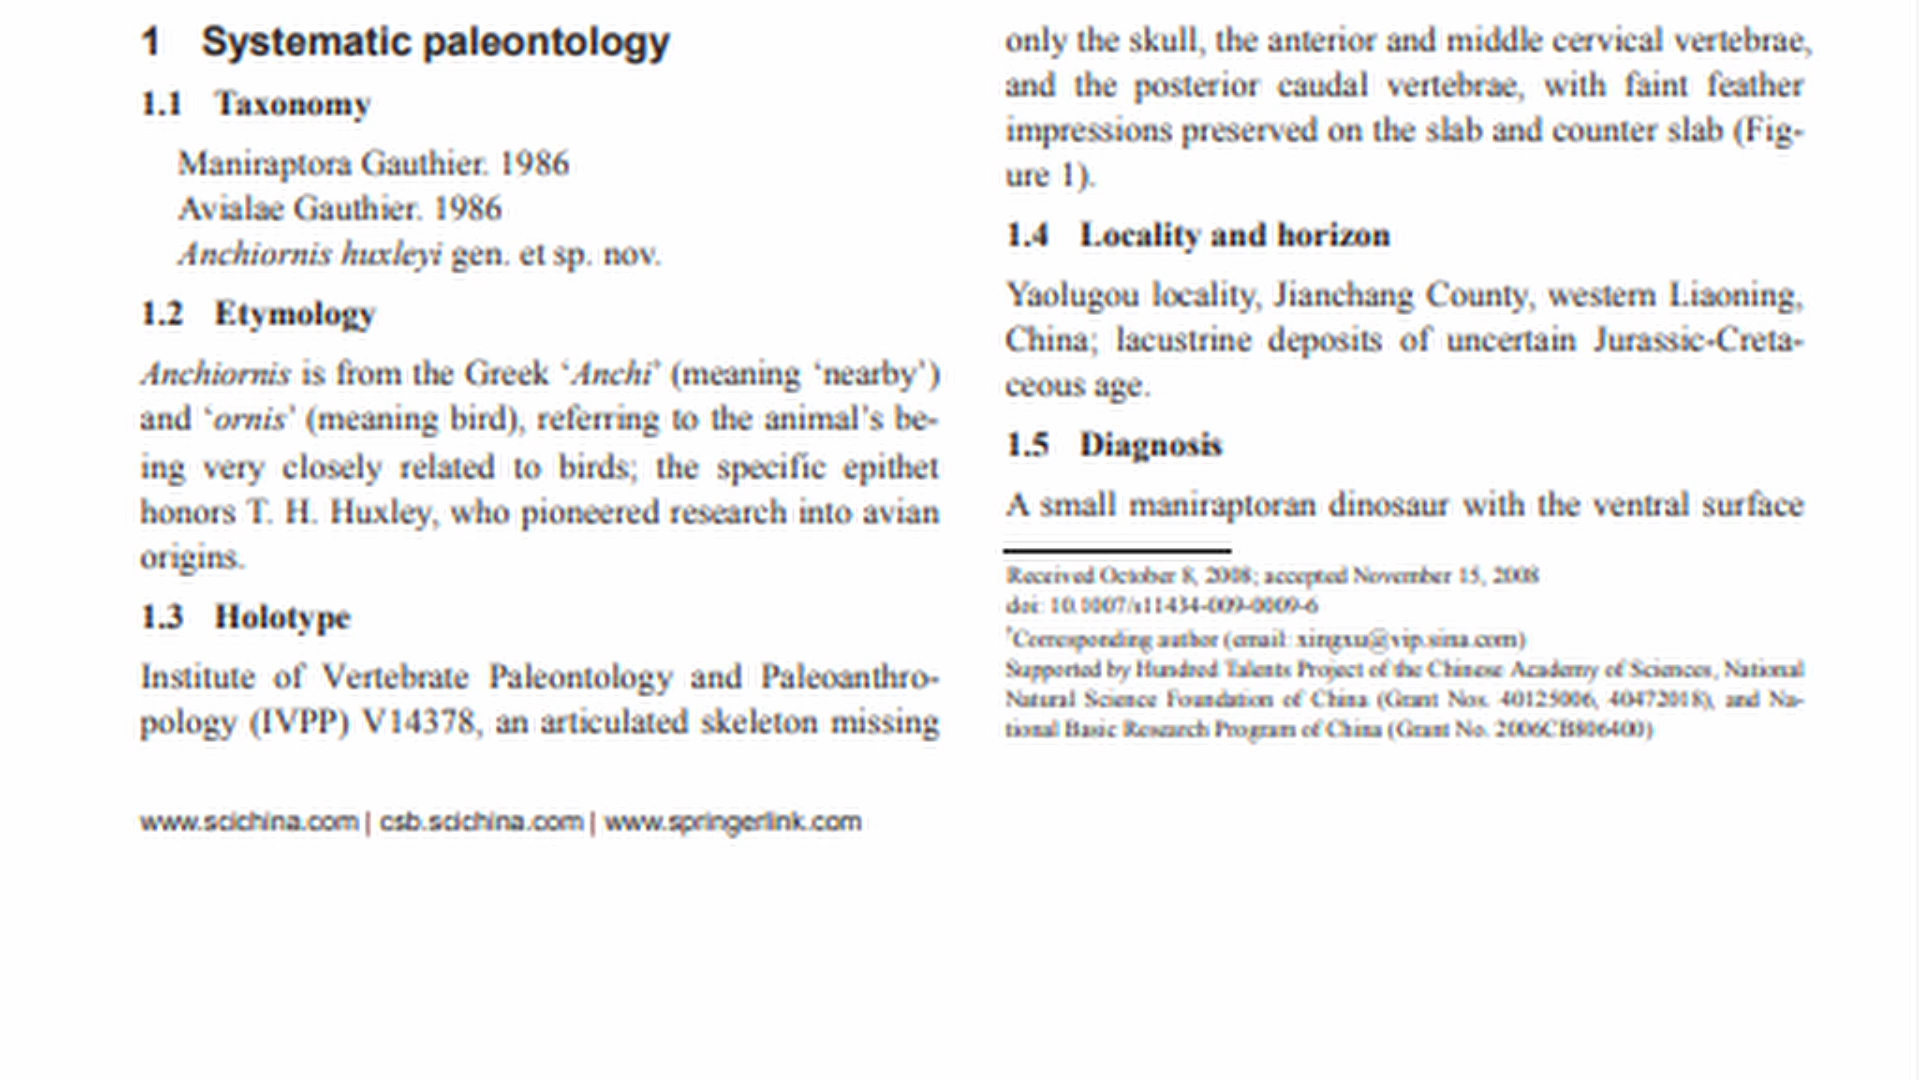 1 Systematic paleontology
1.1 Taxonomy
Maniraptora Gauthier. 1986
Avialae Gauthier. 1986
Anchiornis huxleyi gen. et sp. nov.
1.2 Etymology
Anchiornis is from the Greek ‘Anchi’ (meaning ‘nearby’)
and ‘ornis’ (meaning bird), referring to the animal’s be-
ing very closely related to birds; the specific epithet
honors T. H. Huxley, who pioneered research into avian
origins.
1.3 Holotype
Institute of Vertebrate Paleontology and Paleoanthro-
pology (IVPP) V14378, an articulated skeleton missing
only the skull, the anterior and middle cervical vertebrae,
and the posterior caudal vertebrae, with faint feather
impressions preserved on the slab and counter slab (Fig-
ure 1).
1.4 Locality and horizon
Yaolugou locality, Jianchang County, western Liaoning,
China; lacustrine deposits of uncertain Jurassic-Creta-
ceous age.
1.5 Diagnosis
A small maniraptoran dinosaur with the ventral surface
Received October 8, 2008; accepted November 15, 2008
doi: 10.1007/s11434-009-0009-6
†Corresponding author (email: xingxu@vip.sina.com)
Supported by Hundred Talents Project of the Chinese Academy of Sciences, National
Natural Science Foundation of China (Grant Nos. 40125006, 40472018), and Na-
tional Basic Research Program of China (Grant No. 2006CB806400)
www.scichina.com | csb.scichina.com | www.springerlink.com